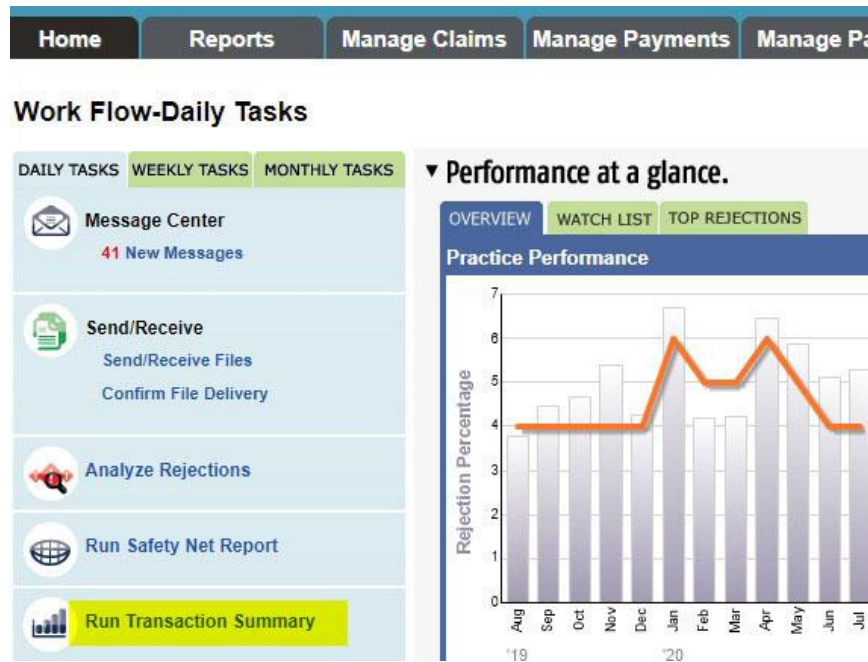 Home Reports Manage Claims Manage Payments Manage Pa
Work Flow-Daily Tasks
DAILY TASKS WEEKLY TASKS MONTHLY TASKS
Message Center
41 New Messages
Send/Receive
Send/Receive Files
Confirm File Delivery
Analyze Rejections
Run Safety Net Report
Run Transaction Summary
▼ Performance at a glance.
OVERVIEW WATCH LIST TOP REJECTIONS
Practice Performance
Rejection Percentage
7
6
5
4
3
2
1
0
Aug Sep Oct Nov Dec Jan Feb Mar Apr May Jun Jul
'19 '20